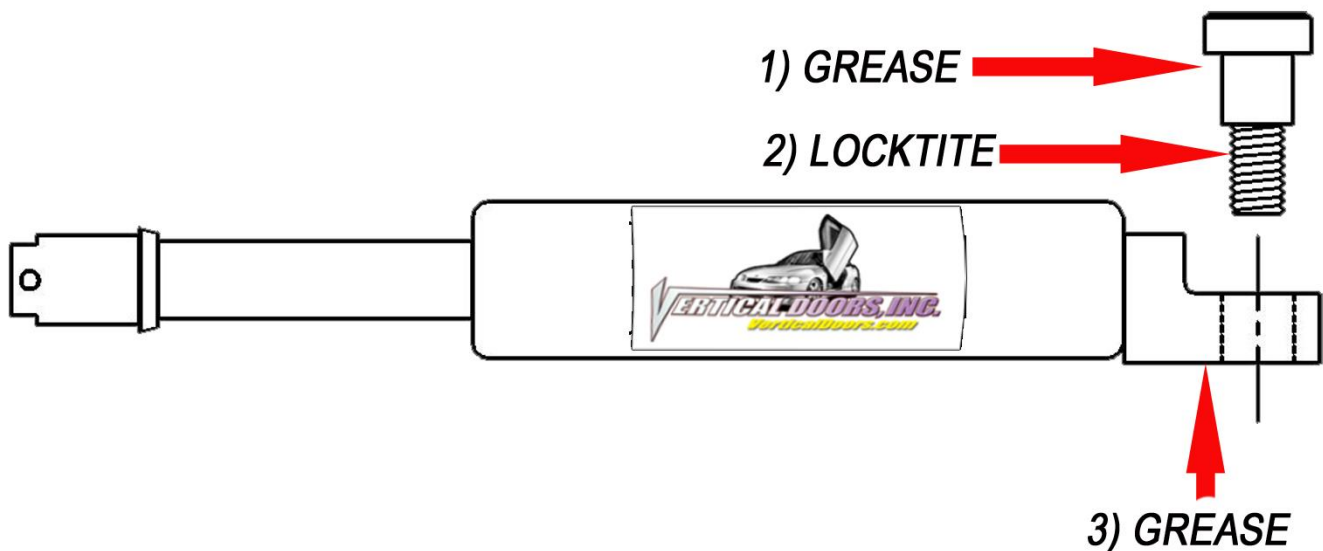 1) GREASE
2) LOCKTITE
VERTICAL DOORS, INC.
VerticalDoors.com
3) GREASE